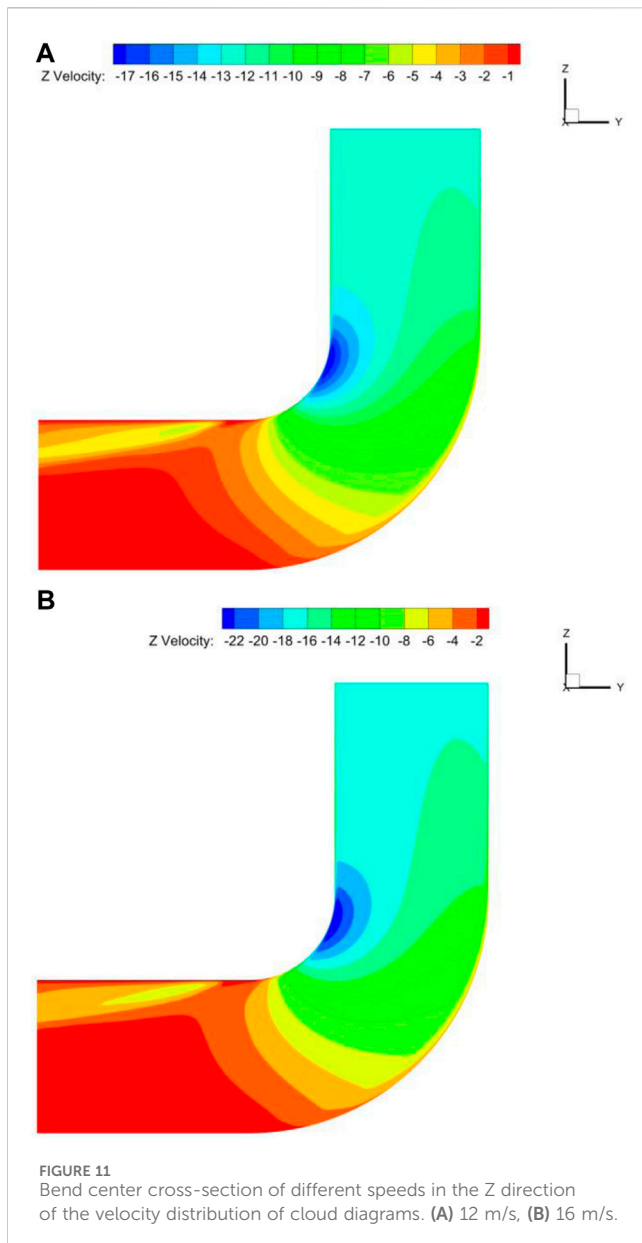 A
Z Velocity: -17 -16 -15 -14 -13 -12 -11 -10 -9 -8 -7 -6 -5 -4 -3 -2 -1
Z
X Y
B
Z Velocity: -22 -20 -18 -16 -14 -12 -10 -8 -6 -4 -2
Z
X Y
FIGURE 11
Bend center cross-section of different speeds in the Z direction
of the velocity distribution of cloud diagrams. (A) 12 m/s, (B) 16 m/s.